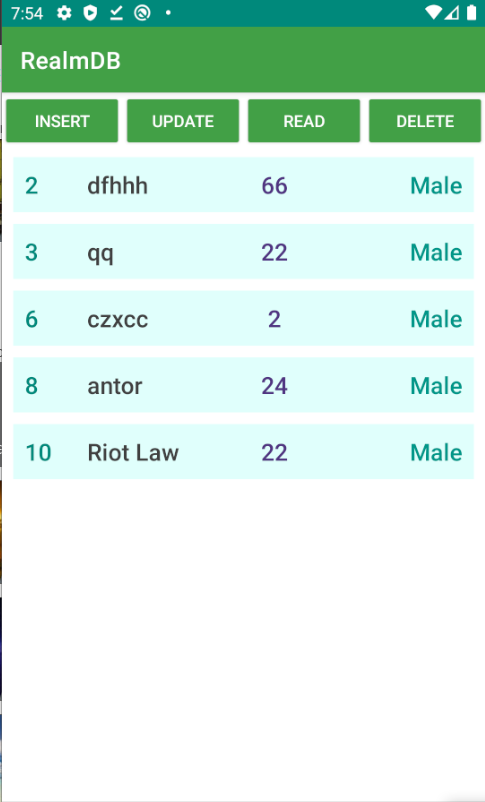 7:54
RealmDB
INSERT UPDATE READ DELETE
2 dfhhh 66 Male
3 qq 22 Male
6 czxcc 2 Male
8 antor 24 Male
10 Riot Law 22 Male